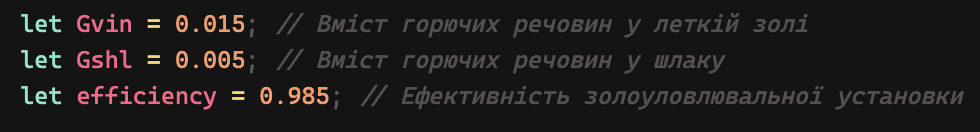 let Gvin = 0.015; // Вміст горючих речовин у леткій золі
let Gshl = 0.005; // Вміст горючих речовин у шлаку
let efficiency = 0.985; // Ефективність золоуловлювальної установки